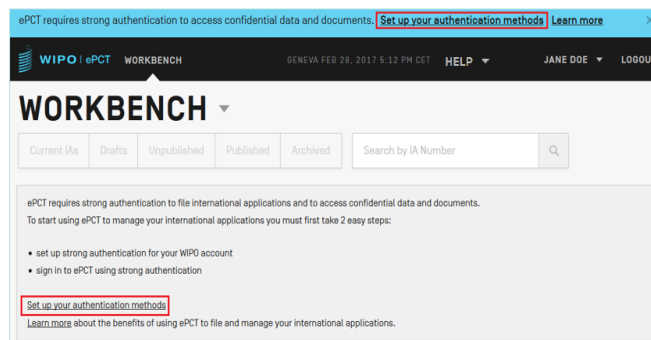 ePCT requires strong authentication to access confidential data and documents. Set up your authentication methods Learn more
WIPO | ePCT WORKBENCH GENEVA FEB 28, 2017 5:12 PM CET HELP JANE DOE LOGOU
WORKBENCH
Current IAs Drafts Unpublished Published Archived Search by IA Number
ePCT requires strong authentication to file international applications and to access confidential data and documents.
To start using ePCT to manage your international applications you must first take 2 easy steps:
• set up strong authentication for your WIPO account
• sign in to ePCT using strong authentication
Set up your authentication methods
Learn more about the benefits of using ePCT to file and manage your international applications.